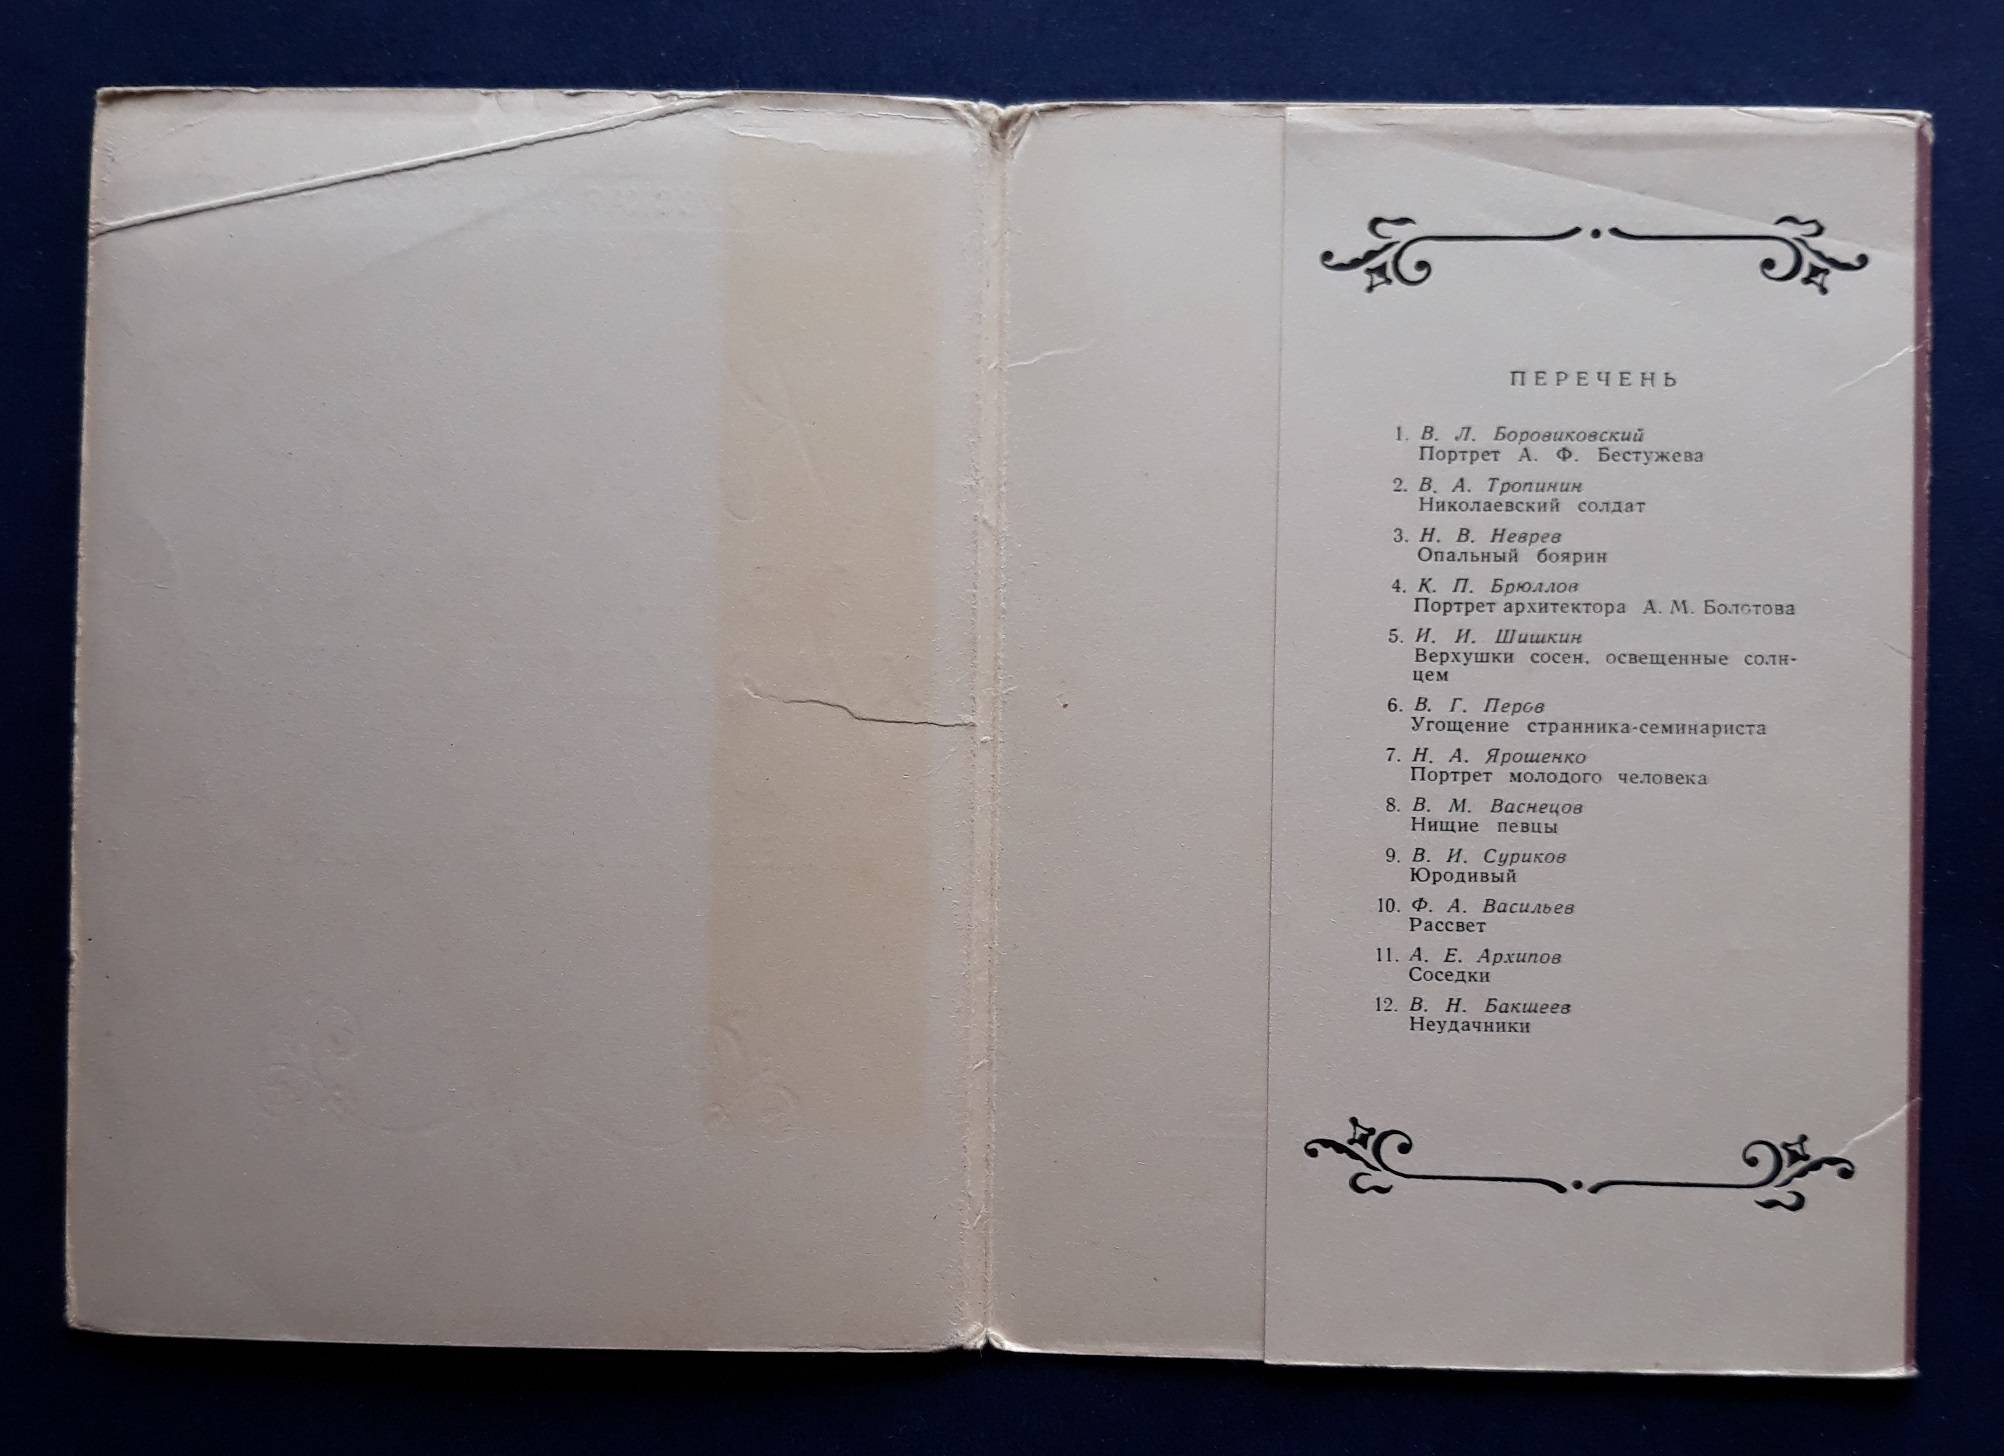 ПЕРЕЧЕНЬ
1. В. Л. Боровиковский
Портрет А. Ф. Бестужева
2. В. А. Тропинин
Николаевский солдат
3. Н. В. Неврев
Опальный боярин
4. К. П. Брюллов
Портрет архитектора А. М. Болотова
5. И. И. Шишкин
Верхушки сосен, освещенные солн-
цем
6. В. Г. Перов
Угощение странника-семинариста
7. Н. А. Ярошенко
Портрет молодого человека
8. В. М. Васнецов
Нищие певцы
9. В. И. Суриков
Юродивый
10. Ф. А. Васильев
Рассвет
11. А. Е. Архипов
Соседки
12. В. Н. Бакшеев
Неудачники